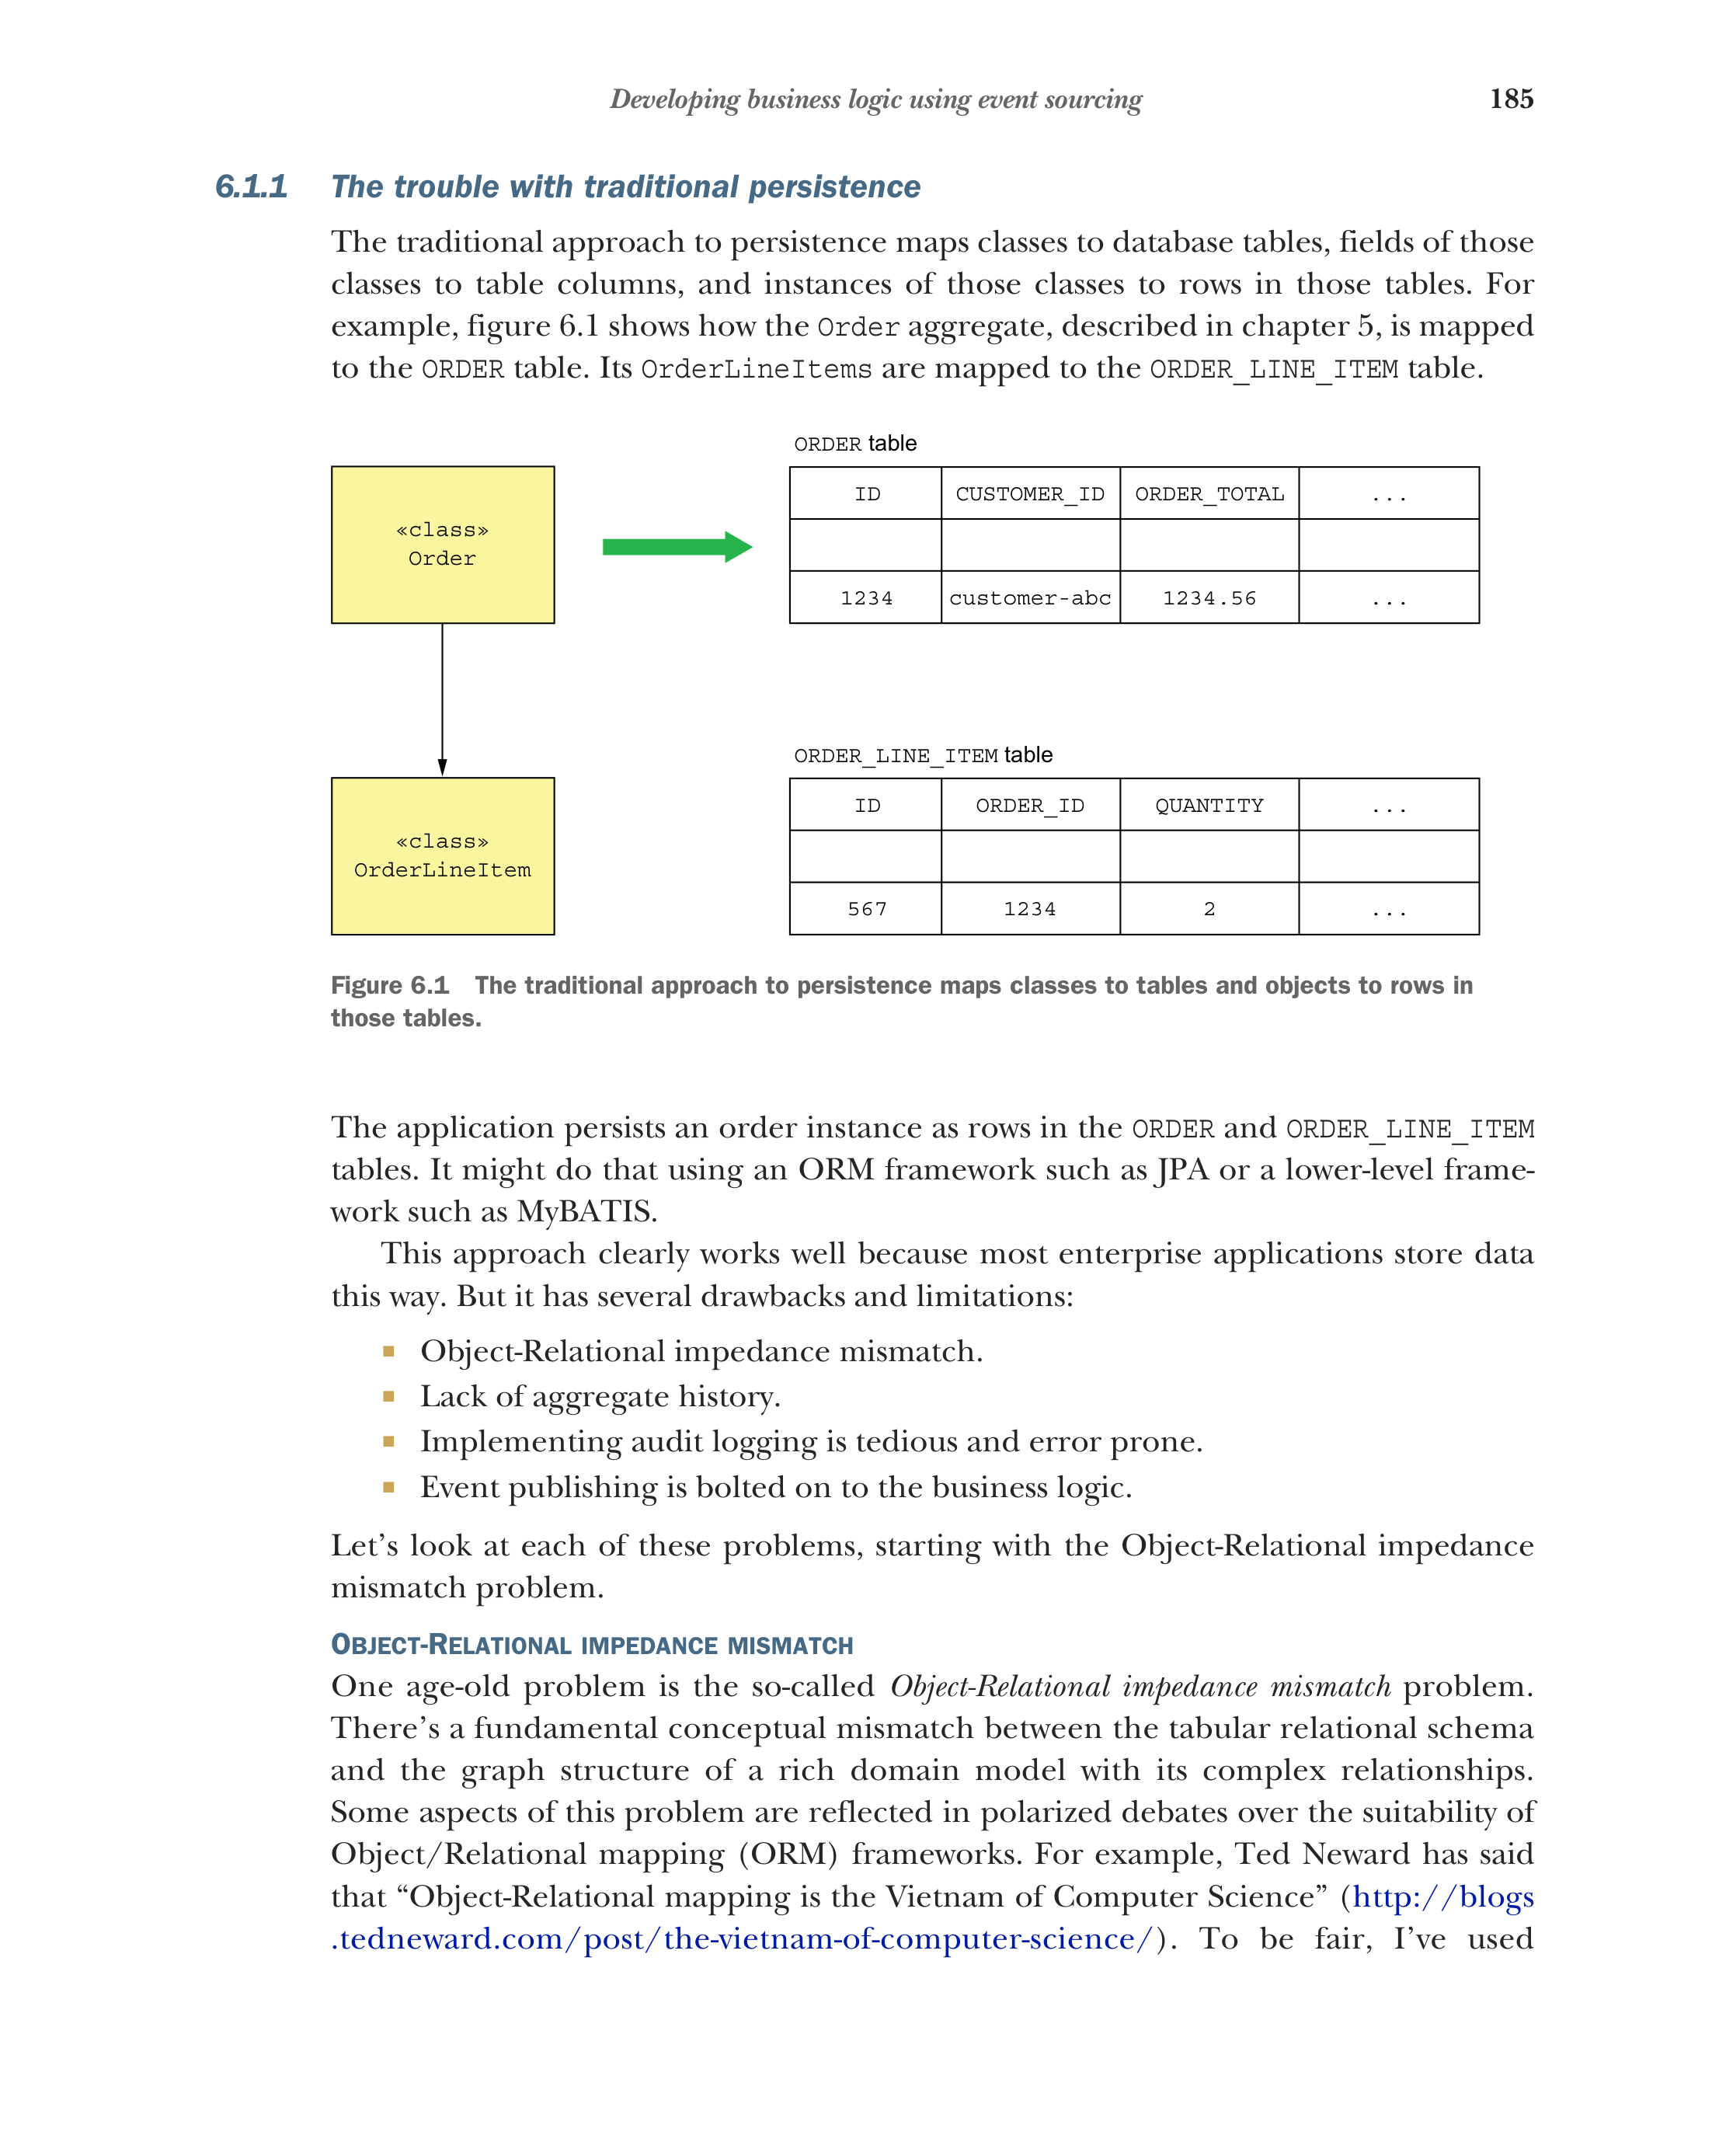 Developing business logic using event sourcing 185
6.1.1 The trouble with traditional persistence
The traditional approach to persistence maps classes to database tables, fields of those
classes to table columns, and instances of those classes to rows in those tables. For
example, figure 6.1 shows how the Order aggregate, described in chapter 5, is mapped
to the ORDER table. Its OrderLineItems are mapped to the ORDER_LINE_ITEM table.
«class»
Order
ORDER table
ID CUSTOMER_ID ORDER_TOTAL ...
1234 customer-abc 1234.56 ...
«class»
OrderLineItem
ORDER_LINE_ITEM table
ID ORDER_ID QUANTITY ...
567 1234 2 ...
Figure 6.1 The traditional approach to persistence maps classes to tables and objects to rows in
those tables.
The application persists an order instance as rows in the ORDER and ORDER_LINE_ITEM
tables. It might do that using an ORM framework such as JPA or a lower-level frame-
work such as MyBATIS.
This approach clearly works well because most enterprise applications store data
this way. But it has several drawbacks and limitations:
■ Object-Relational impedance mismatch.
■ Lack of aggregate history.
■ Implementing audit logging is tedious and error prone.
■ Event publishing is bolted on to the business logic.
Let’s look at each of these problems, starting with the Object-Relational impedance
mismatch problem.
OBJECT-RELATIONAL IMPEDANCE MISMATCH
One age-old problem is the so-called Object-Relational impedance mismatch problem.
There’s a fundamental conceptual mismatch between the tabular relational schema
and the graph structure of a rich domain model with its complex relationships.
Some aspects of this problem are reflected in polarized debates over the suitability of
Object/Relational mapping (ORM) frameworks. For example, Ted Neward has said
that “Object-Relational mapping is the Vietnam of Computer Science” (http://blogs
.tedneward.com/post/the-vietnam-of-computer-science/). To be fair, I’ve used